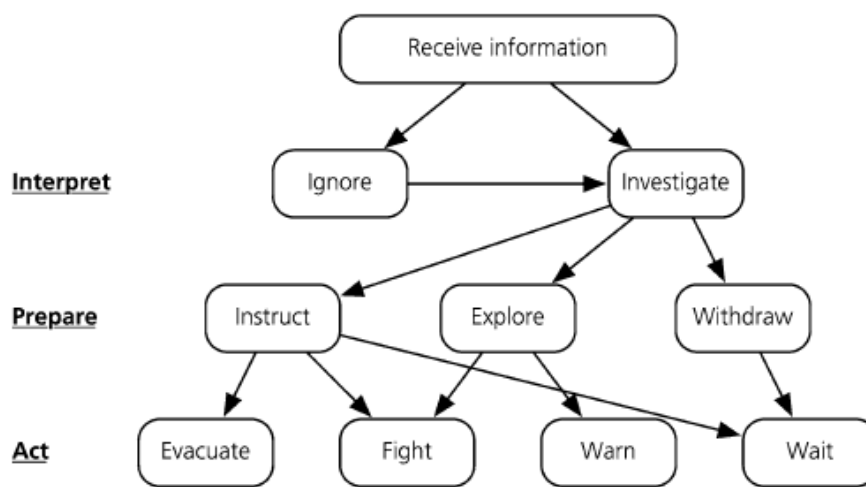 Receive information
Interpret
Ignore
Investigate
Prepare
Instruct
Explore
Withdraw
Act
Evacuate
Fight
Warn
Wait